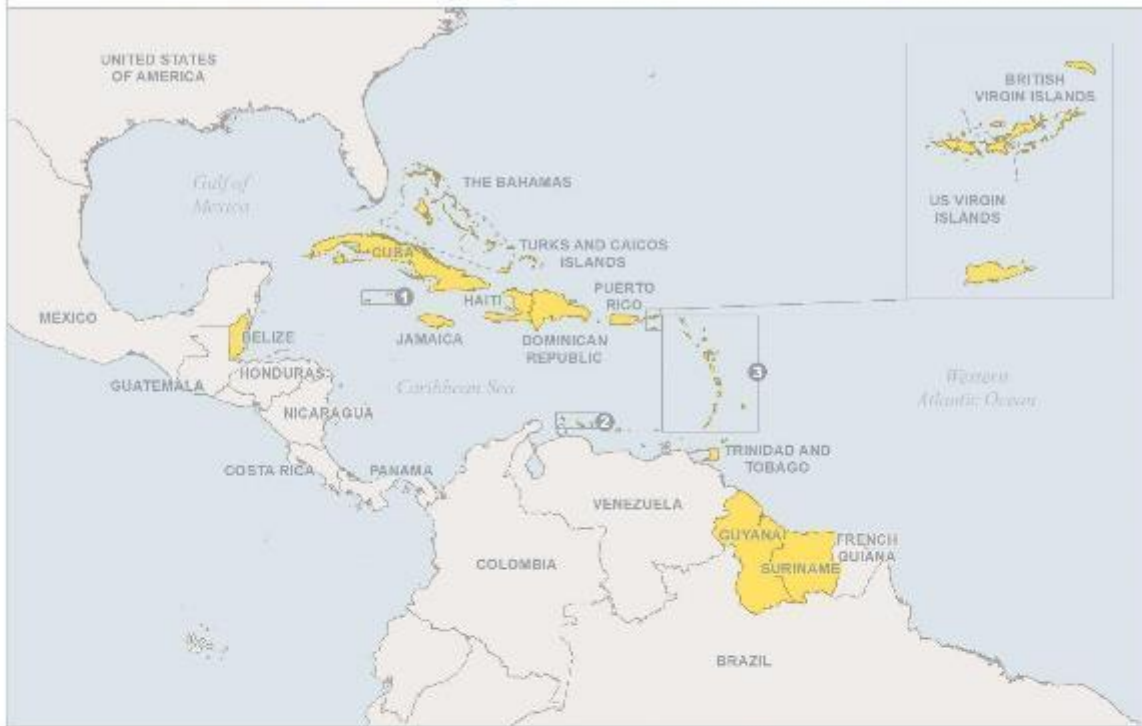 UNITED STATES
OF AMERICA
BRITISH
VIRGIN ISLANDS
Gulf of
Mexico
THE BAHAMAS
US VIRGIN
ISLANDS
CUBA
TURKS AND CAICOS
ISLANDS
1
HAITI
PUERTO
RICO
MEXICO
BELIZE
JAMAICA
DOMINICAN
REPUBLIC
3
GUATEMALA
HONDURAS
Caribbean Sea
Western
Atlantic Ocean
NICARAGUA
2
COSTA RICA
PANAMA
TRINIDAD AND
TOBAGO
VENEZUELA
GUYANAI
FRENCH
GUIANA
COLOMBIA
SURINAME
BRAZIL